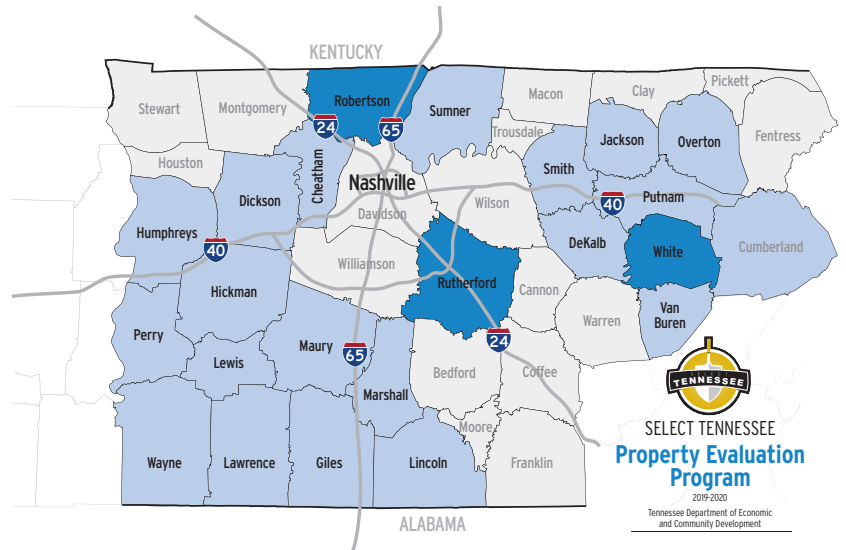 KENTUCKY
Stewart
Montgomery
Robertson
Sumner
Macon
Clay
Pickett
Fentress
24
65
Trousdale
Jackson
Overton
Houston
Cheatham
Smith
Nashville
Dickson
Davidson
Wilson
40
Putnam
Humphreys
40
DeKalb
White
Cumberland
Williamson
Rutherford
Cannon
Hickman
Perry
Van
Buren
Warren
Maury
65
24
Lewis
Bedford
Coffee
Marshall
Moore
Wayne
Lawrence
Giles
Lincoln
Franklin
ALABAMA
SELECT
TENNESSEE
SELECT TENNESSEE
Property Evaluation
Program
2019-2020
Tennessee Department of Economic
and Community Development